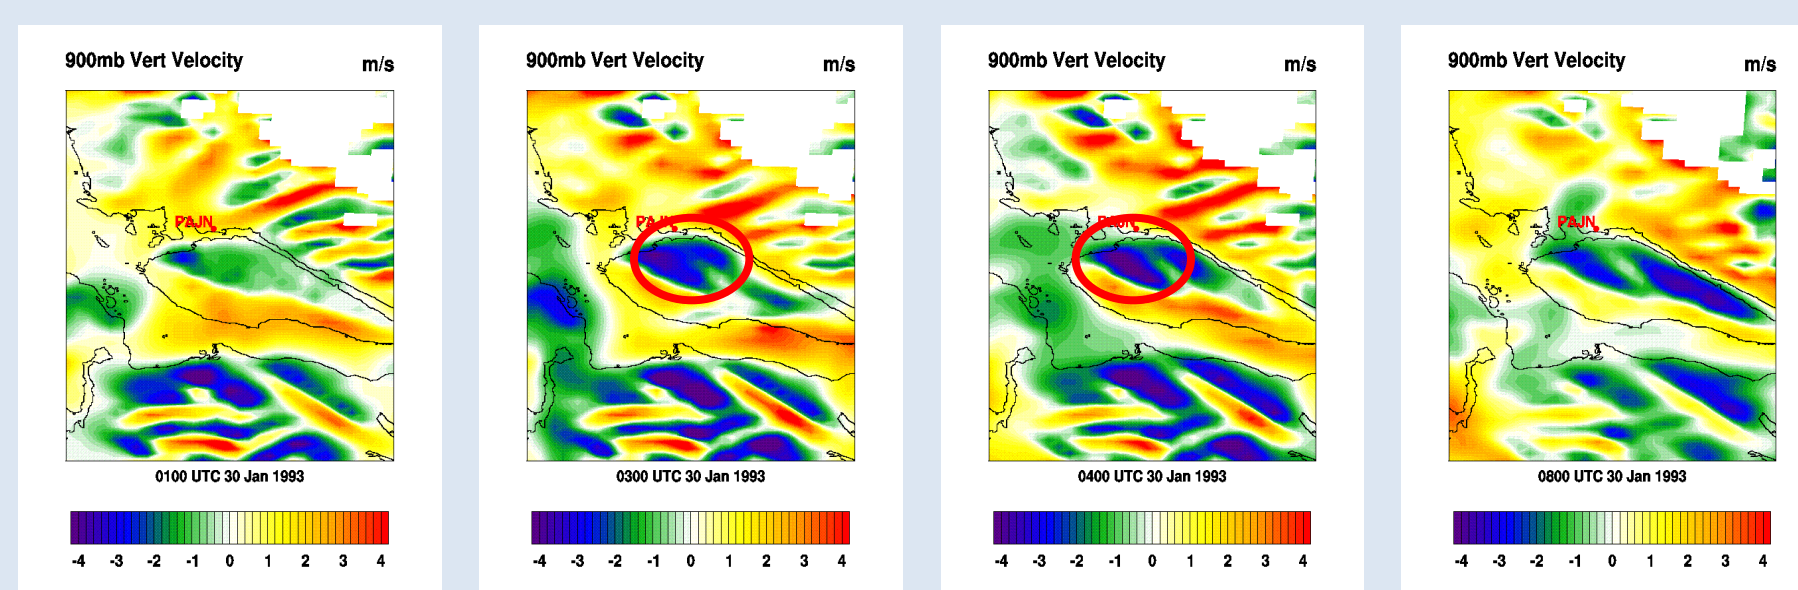 900mb Vert Velocity m/s
PAJN
0100 UTC 30 Jan 1993
-4 -3 -2 -1 0 1 2 3 4
900mb Vert Velocity m/s
PAJN
0300 UTC 30 Jan 1993
-4 -3 -2 -1 0 1 2 3 4
900mb Vert Velocity m/s
PAJN
0400 UTC 30 Jan 1993
-4 -3 -2 -1 0 1 2 3 4
900mb Vert Velocity m/s
PAJN
0800 UTC 30 Jan 1993
-4 -3 -2 -1 0 1 2 3 4